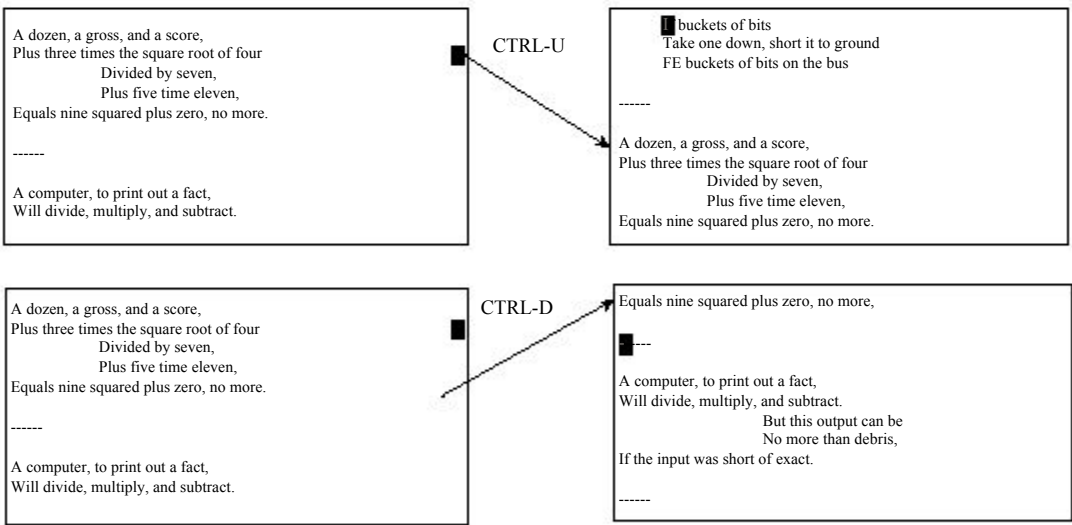 A dozen, a gross, and a score,
Plus three times the square root of four
Divided by seven,
Plus five time eleven,
Equals nine squared plus zero, no more.
------
A computer, to print out a fact,
Will divide, multiply, and subtract.
CTRL-U
buckets of bits
Take one down, short it to ground
FE buckets of bits on the bus
------
A dozen, a gross, and a score,
Plus three times the square root of four
Divided by seven,
Plus five time eleven,
Equals nine squared plus zero, no more.
A dozen, a gross, and a score,
Plus three times the square root of four
Divided by seven,
Plus five time eleven,
Equals nine squared plus zero, no more.
------
A computer, to print out a fact,
Will divide, multiply, and subtract.
CTRL-D
Equals nine squared plus zero, no more,
------
A computer, to print out a fact,
Will divide, multiply, and subtract.
But this output can be
No more than debris,
If the input was short of exact.
------